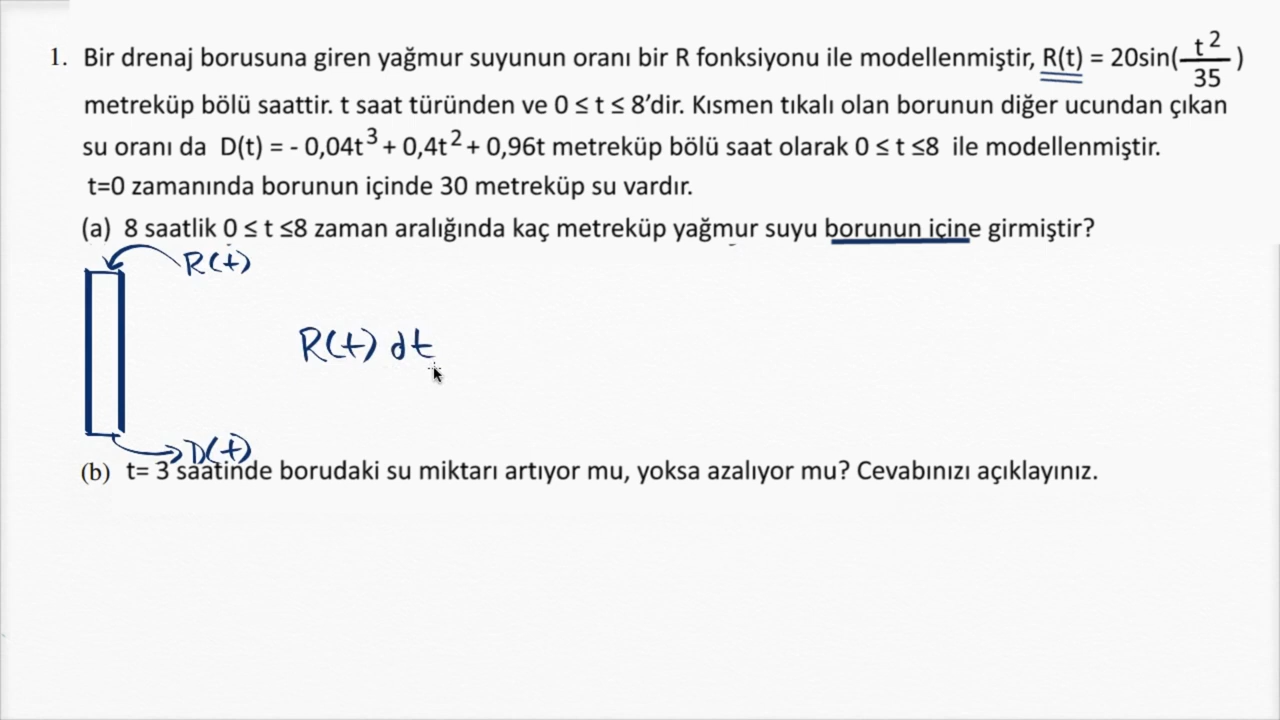 1. Bir drenaj borusuna giren yağmur suyunun oranı bir R fonksiyonu ile modellenmiştir, R(t) = 20sin(t²/35)
metreküp bölü saattir. t saat türünden ve 0 ≤ t ≤ 8'dir. Kısmen tıkalı olan borunun diğer ucundan çıkan
su oranı da D(t) = - 0,04t³ + 0,4t² + 0,96t metreküp bölü saat olarak 0 ≤ t ≤8 ile modellenmiştir.
t=0 zamanında borunun içinde 30 metreküp su vardır.
(a) 8 saatlik 0 ≤ t ≤8 zaman aralığında kaç metreküp yağmur suyu borunun içine girmiştir?
R(t)
R(t) dt
D(t)
(b) t= 3 saatinde borudaki su miktarı artıyor mu, yoksa azalıyor mu? Cevabınızı açıklayınız.